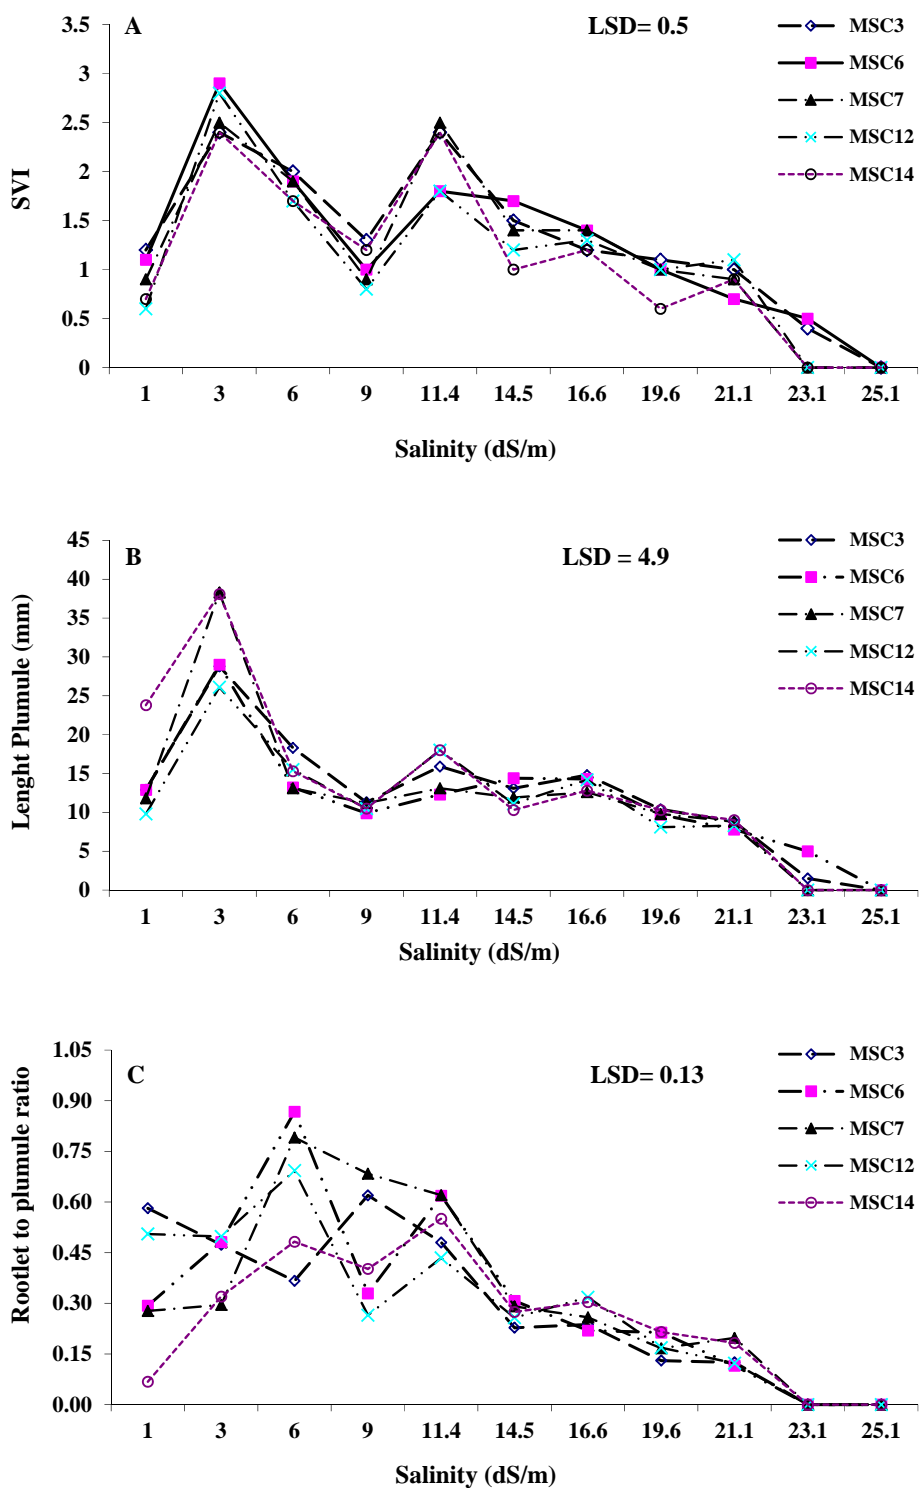 A
LSD= 0.5
MSC3
MSC6
MSC7
MSC12
MSC14
SVI
3.5
3
2.5
2
1.5
1
0.5
0
1 3 6 9 11.4 14.5 16.6 19.6 21.1 23.1 25.1
Salinity (dS/m)
B
LSD = 4.9
MSC3
MSC6
MSC7
MSC12
MSC14
Lenght Plumule (mm)
45
40
35
30
25
20
15
10
5
0
1 3 6 9 11.4 14.5 16.6 19.6 21.1 23.1 25.1
Salinity (dS/m)
C
LSD= 0.13
MSC3
MSC6
MSC7
MSC12
MSC14
Rootlet to plumule ratio
1.05
0.90
0.75
0.60
0.45
0.30
0.15
0.00
1 3 6 9 11.4 14.5 16.6 19.6 21.1 23.1 25.1
Salinity (dS/m)